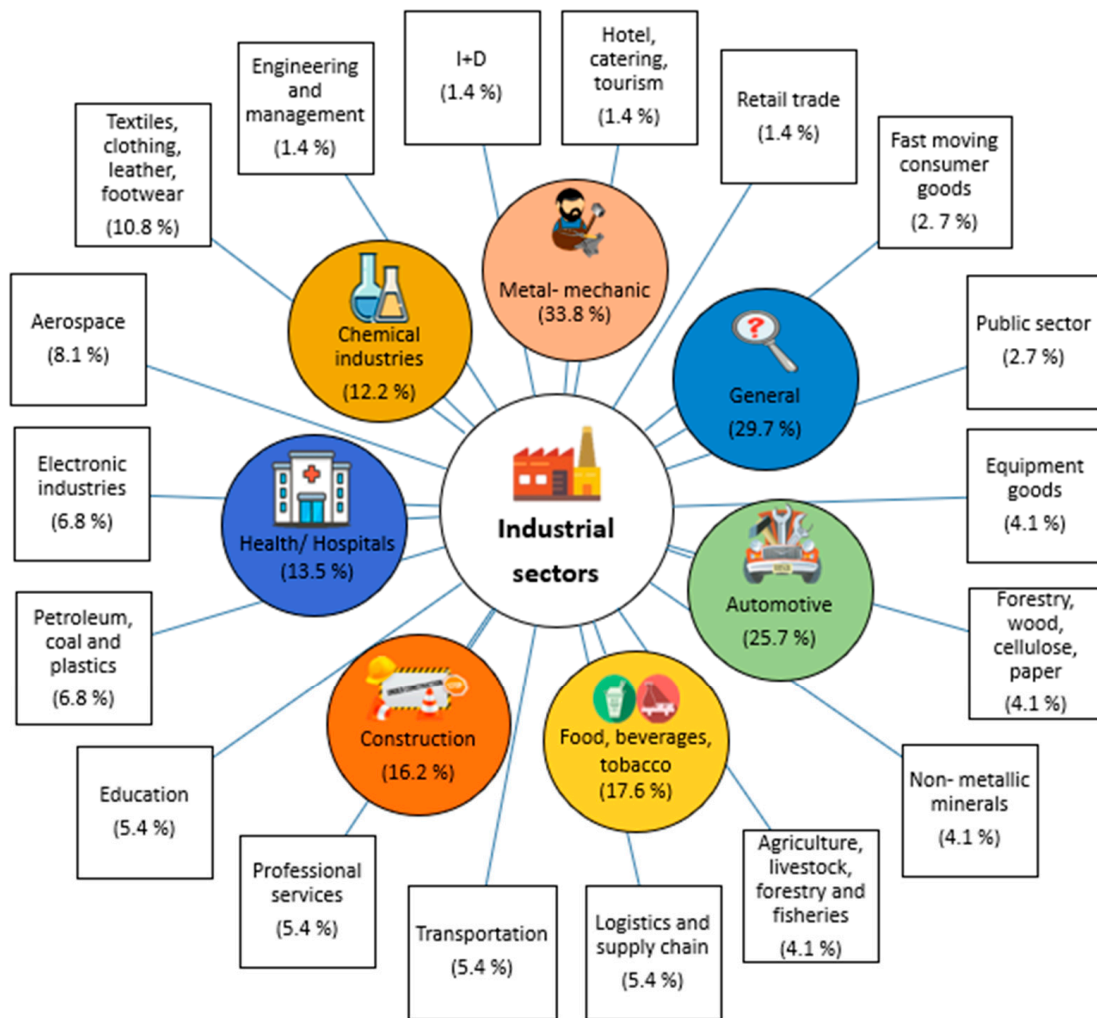 I+D
(1.4 %)
Hotel,
catering,
tourism
(1.4 %)
Engineering
and
management
(1.4 %)
Retail trade
(1.4 %)
Textiles,
clothing,
leather,
footwear
(10.8 %)
Fast moving
consumer
goods
(2. 7 %)
Metal- mechanic
(33.8 %)
Chemical
industries
(12.2 %)
Aerospace
(8.1 %)
?
General
(29.7 %)
Public sector
(2.7 %)
Electronic
industries
(6.8 %)
Health/ Hospitals
(13.5 %)
Industrial
sectors
Equipment
goods
(4.1 %)
Automotive
(25.7 %)
Petroleum,
coal and
plastics
(6.8 %)
Forestry,
wood,
cellulose,
paper
(4.1 %)
UNDER CONSTRUCTION
STOP
Construction
(16.2 %)
Food, beverages,
tobacco
(17.6 %)
Education
(5.4 %)
Non- metallic
minerals
(4.1 %)
Professional
services
(5.4 %)
Transportation
(5.4 %)
Logistics and
supply chain
(5.4 %)
Agriculture,
livestock,
forestry and
fisheries
(4.1 %)